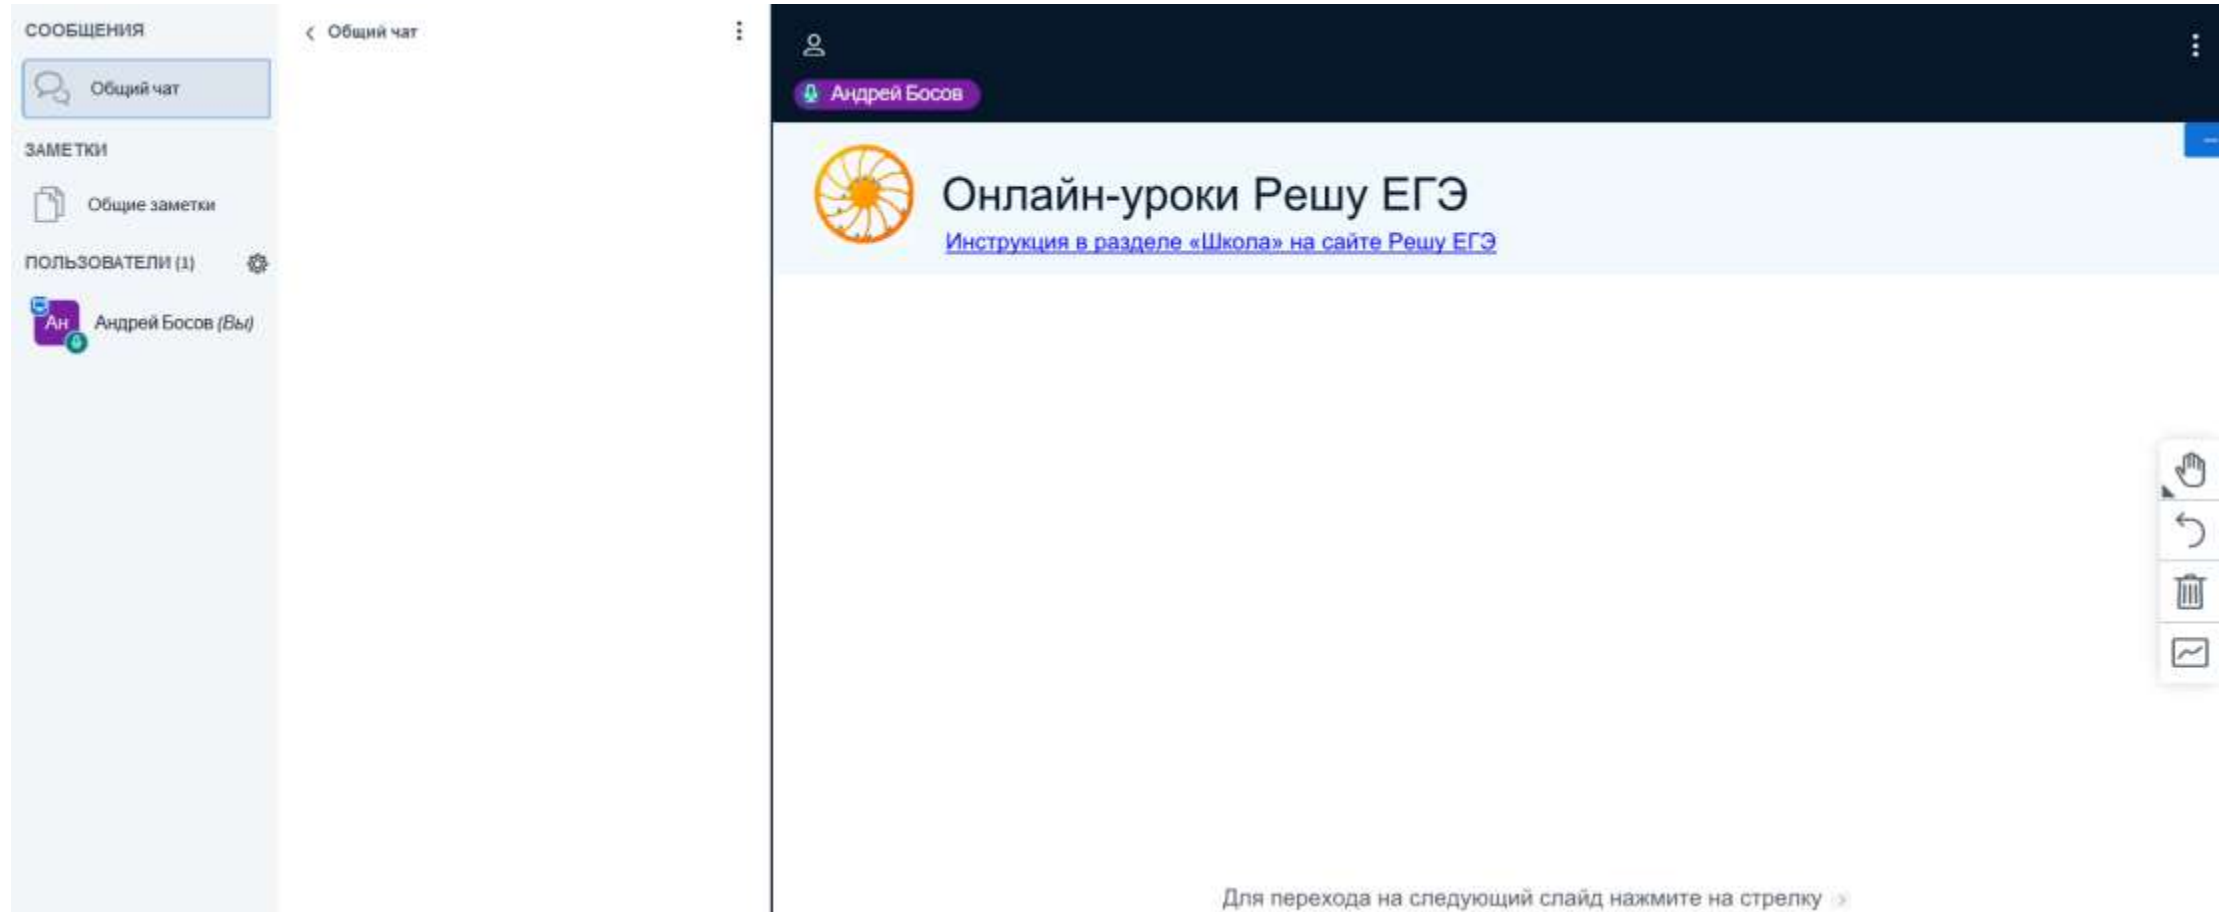 СООБЩЕНИЯ
Общий чат
ЗАМЕТКИ
Общие заметки
ПОЛЬЗОВАТЕЛИ (1)
Ан
Андрей Босов (Вы)
Общий чат
Андрей Босов
Онлайн-уроки Решу ЕГЭ
Инструкция в разделе «Школа» на сайте Решу ЕГЭ
Для перехода на следующий слайд нажмите на стрелку